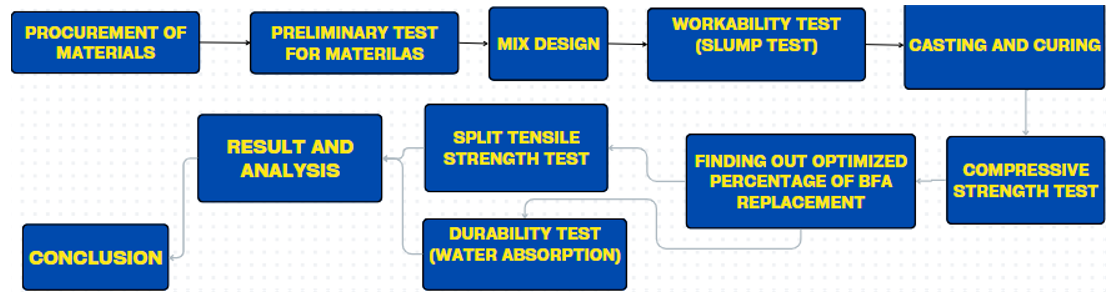 PROCUREMENT OF
MATERIALS
PRELIMINARY TEST
FOR MATERILAS
MIX DESIGN
WORKABILITY TEST
(SLUMP TEST)
CASTING AND CURING
COMPRESSIVE
STRENGTH TEST
FINDING OUT OPTIMIZED
PERCENTAGE OF BFA
REPLACEMENT
SPLIT TENSILE
STRENGTH TEST
DURABILITY TEST
(WATER ABSORPTION)
RESULT AND
ANALYSIS
CONCLUSION